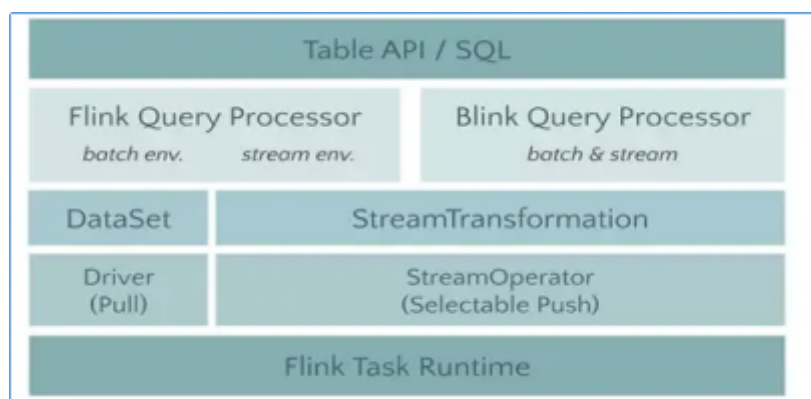 Table API / SQL
Flink Query Processor
batch env. stream env.
Blink Query Processor
batch & stream
DataSet
StreamTransformation
Driver
(Pull)
StreamOperator
(Selectable Push)
Flink Task Runtime